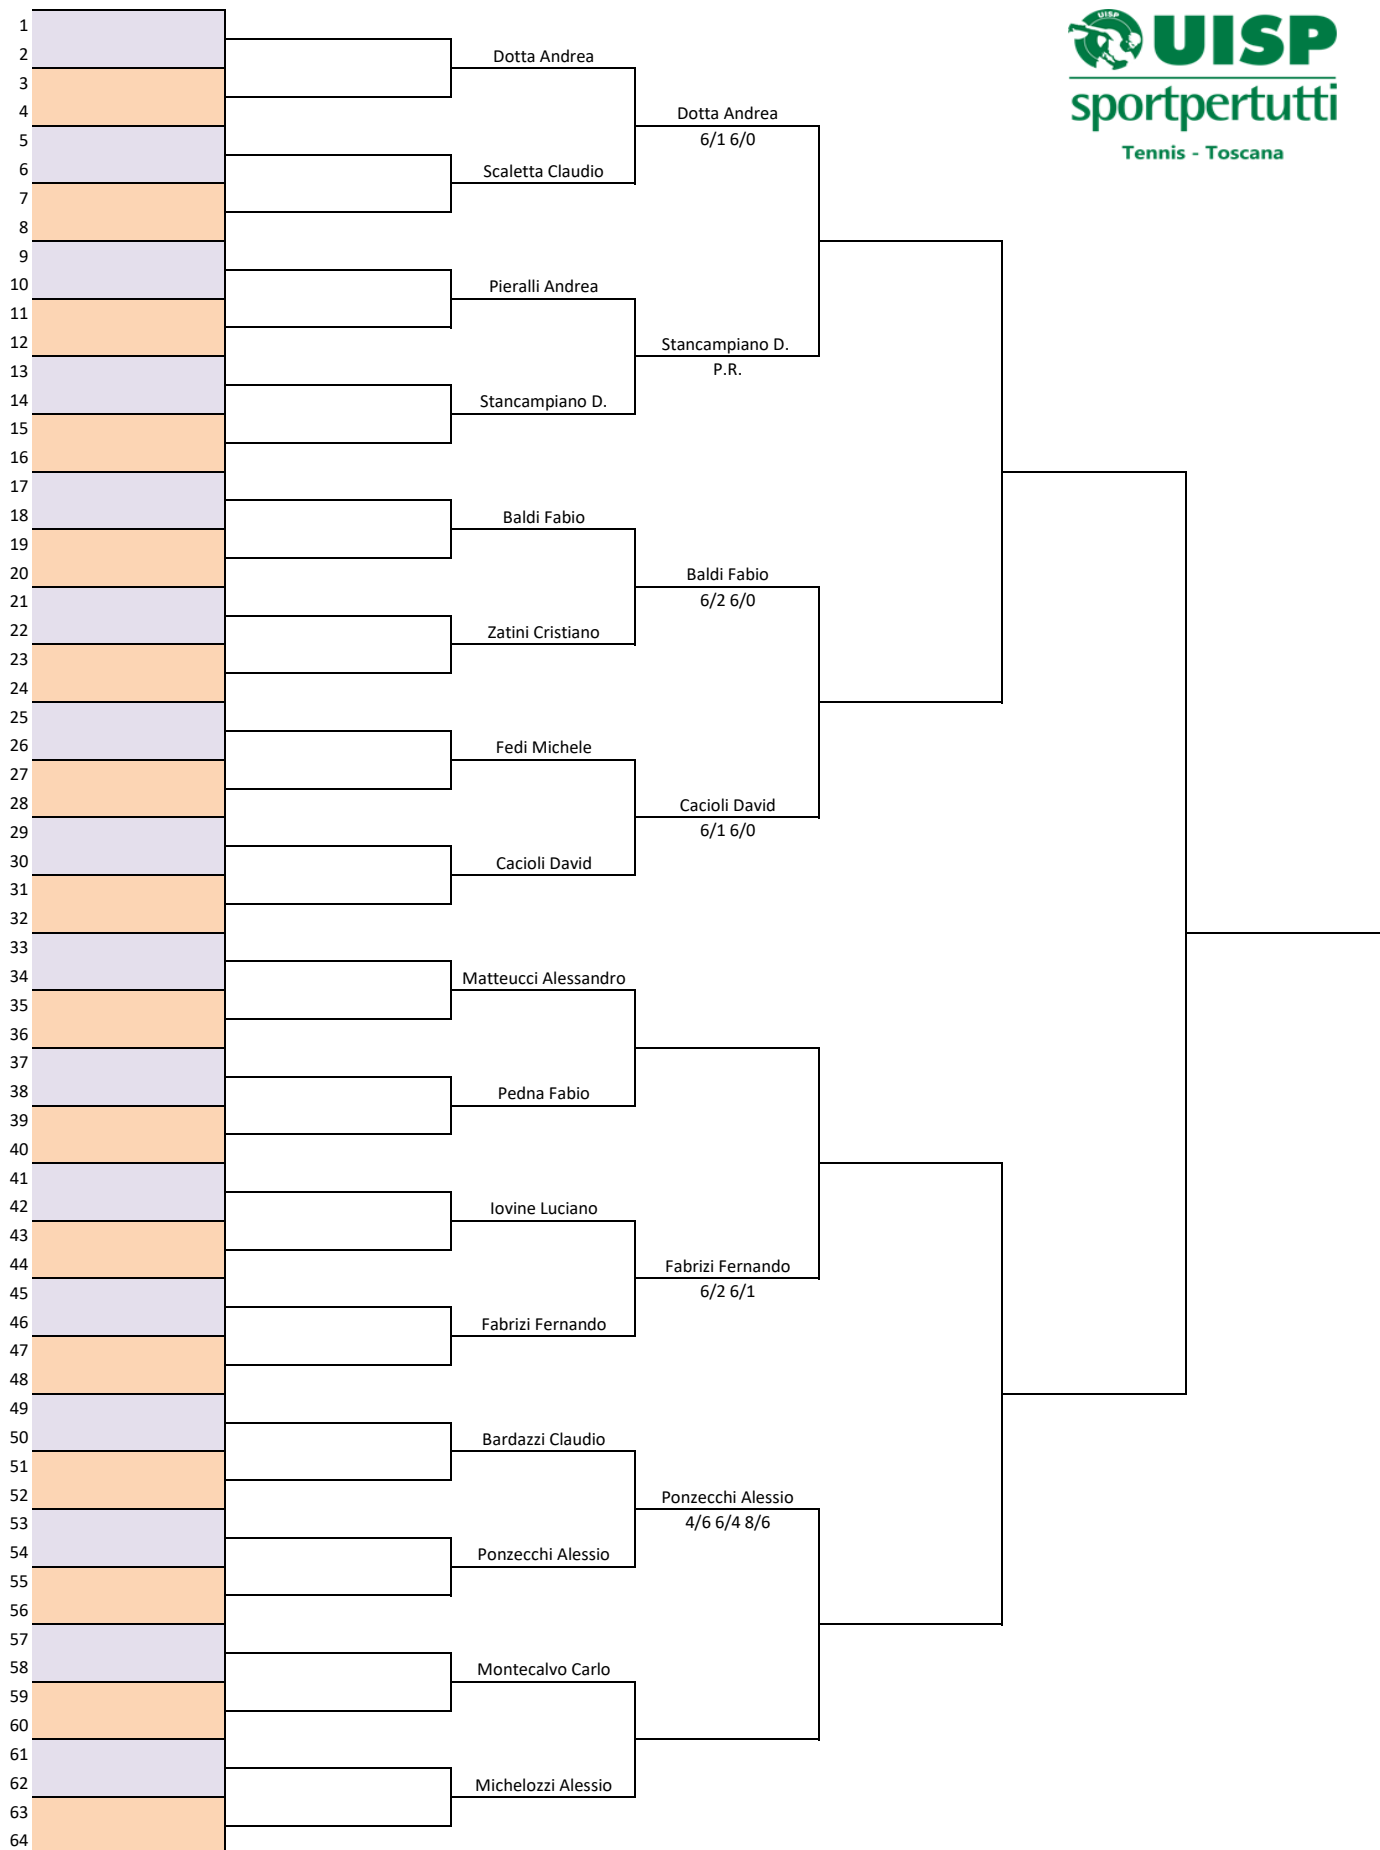 UISP
UISP
sportpertutti
Tennis - Toscana
1
2
Dotta Andrea
3
4
Dotta Andrea
5
6/1 6/0
6
Scaletta Claudio
7
8
9
10
Pieralli Andrea
11
12
Stancampiano D.
13
P.R.
14
Stancampiano D.
15
16
17
18
Baldi Fabio
19
20
Baldi Fabio
21
6/2 6/0
22
Zatini Cristiano
23
24
25
26
Fedi Michele
27
28
Cacioli David
29
6/1 6/0
30
Cacioli David
31
32
33
34
Matteucci Alessandro
35
36
37
38
Pedna Fabio
39
40
41
42
Iovine Luciano
43
44
Fabrizi Fernando
45
6/2 6/1
46
Fabrizi Fernando
47
48
49
50
Bardazzi Claudio
51
52
Ponzecchi Alessio
53
4/6 6/4 8/6
54
Ponzecchi Alessio
55
56
57
58
Montecalvo Carlo
59
60
61
62
Michelozzi Alessio
63
64